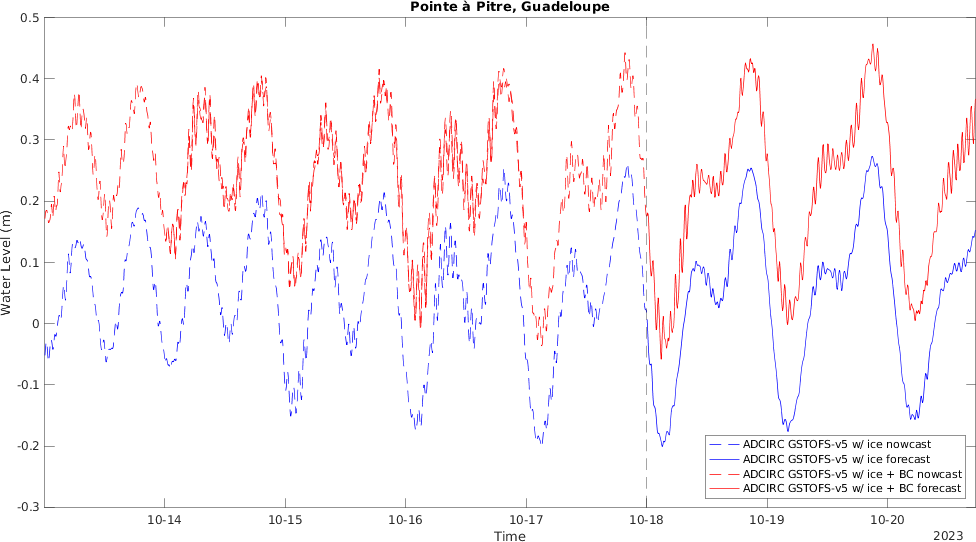 Pointe à Pitre, Guadeloupe
0.5
0.4
0.3
0.2
0.1
0
-0.1
-0.2
-0.3
Water Level (m)
ADCIRC GSTOFS-v5 w/ ice nowcast
ADCIRC GSTOFS-v5 w/ ice forecast
ADCIRC GSTOFS-v5 w/ ice + BC nowcast
ADCIRC GSTOFS-v5 w/ ice + BC forecast
10-14 10-15 10-16 10-17 10-18 10-19 10-20
Time
2023